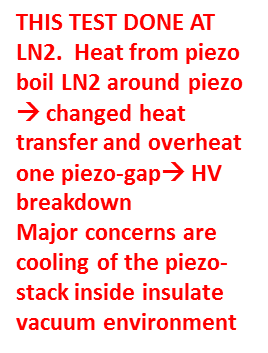 THIS TEST DONE AT
LN2.  Heat from piezo
boil LN2 around piezo
→ changed heat
transfer and overheat
one piezo-gap→ HV
breakdown
Major concerns are
cooling of the piezo-
stack inside insulate
vacuum environment